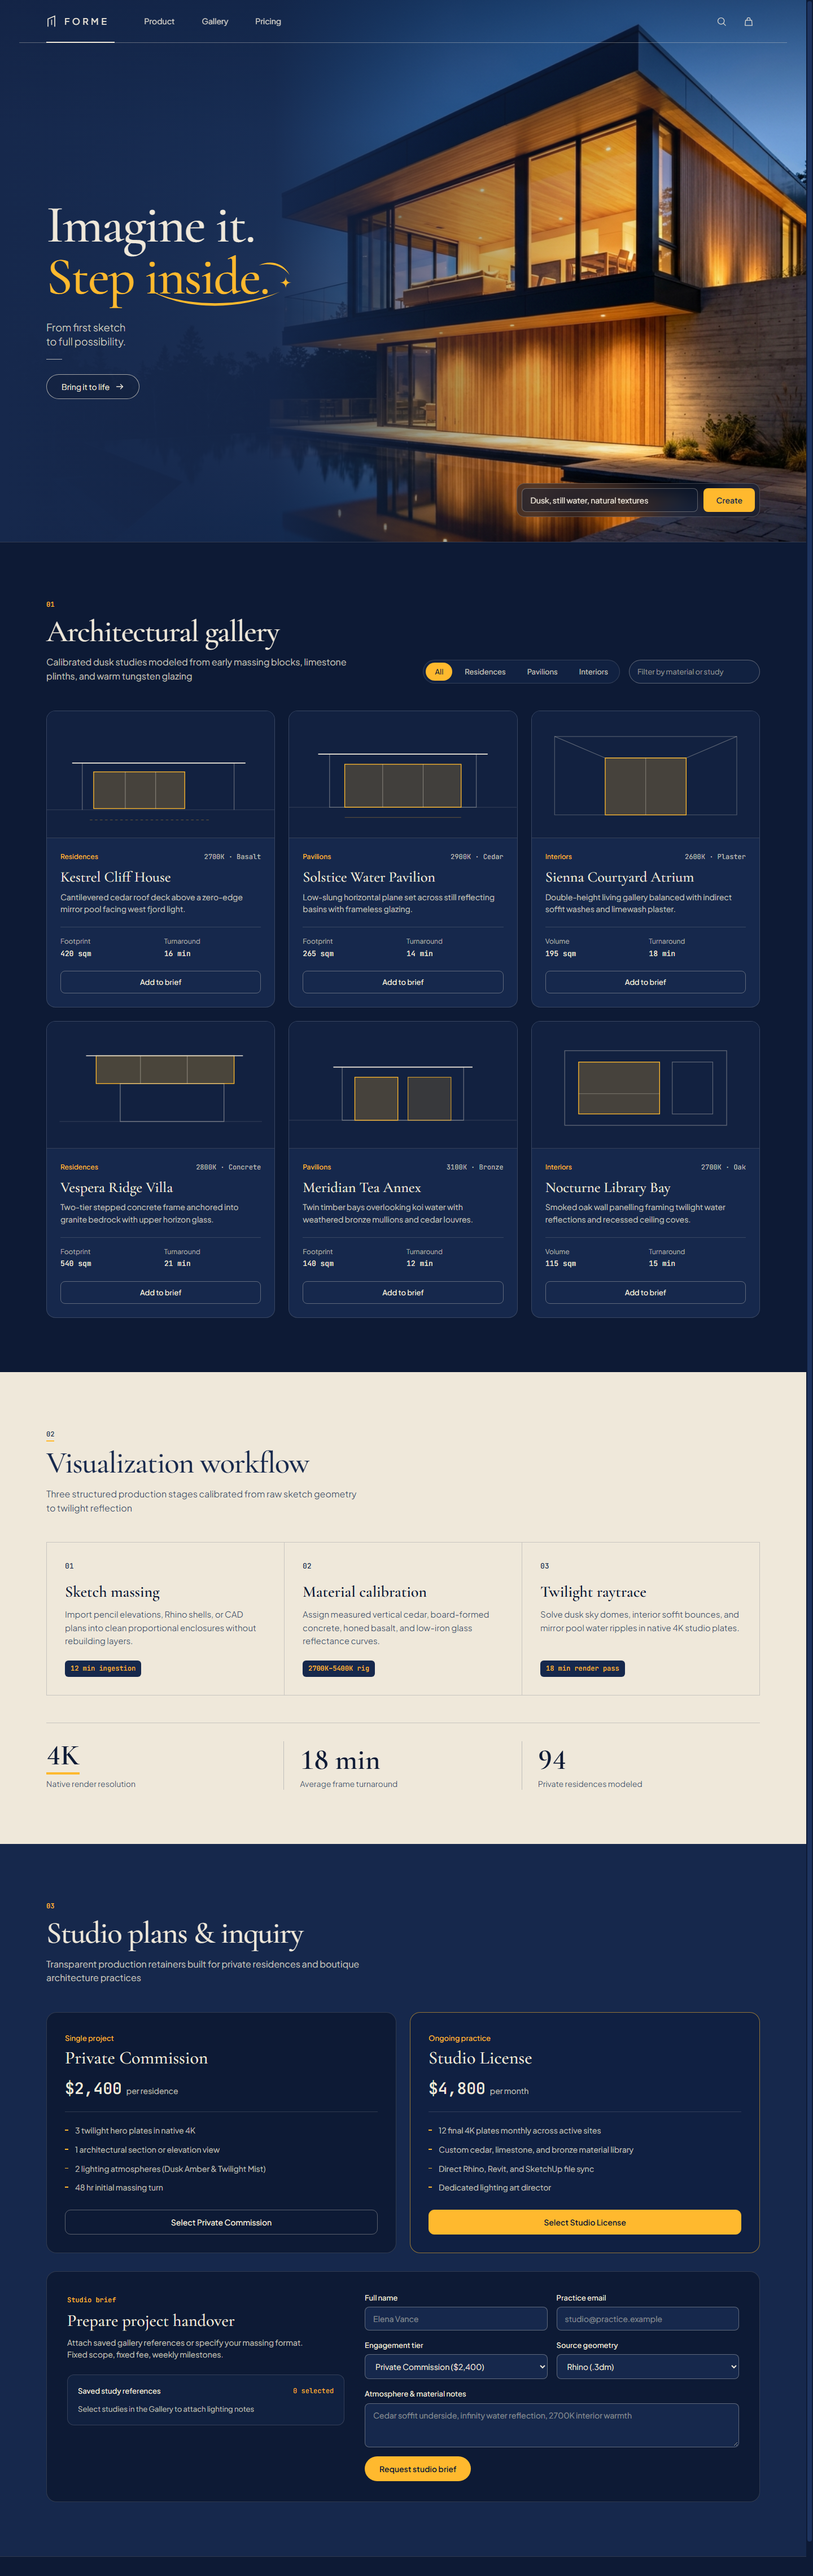 FORME
Product
Gallery
Pricing
Imagine it.
Step inside.
From first sketch
to full possibility.
Bring it to life →
Dusk, still water, natural textures
Create
01
Architectural gallery
Calibrated dusk studies modeled from early massing blocks, limestone
plinths, and warm tungsten glazing
All
Residences
Pavilions
Interiors
Filter by material or study
Residences
2700K · Basalt
Kestrel Cliff House
Cantilevered cedar roof deck above a zero-edge
mirror pool facing west fjord light.
Footprint
Turnaround
420 sqm
16 min
Add to brief
Pavilions
2900K · Cedar
Solstice Water Pavilion
Low-slung horizontal plane set across still reflecting
basins with frameless glazing.
Footprint
Turnaround
265 sqm
14 min
Add to brief
Interiors
2600K · Plaster
Sienna Courtyard Atrium
Double-height living gallery balanced with indirect
soffit washes and limewash plaster.
Volume
Turnaround
195 sqm
18 min
Add to brief
Residences
2800K · Concrete
Vespera Ridge Villa
Two-tier stepped concrete frame anchored into
granite bedrock with upper horizon glass.
Footprint
Turnaround
540 sqm
21 min
Add to brief
Pavilions
3100K · Bronze
Meridian Tea Annex
Twin timber bays overlooking koi water with
weathered bronze mullions and cedar louvres.
Footprint
Turnaround
140 sqm
12 min
Add to brief
Interiors
2700K · Oak
Nocturne Library Bay
Smoked oak wall panelling framing twilight water
reflections and recessed ceiling coves.
Volume
Turnaround
115 sqm
15 min
Add to brief
02
Visualization workflow
Three structured production stages calibrated from raw sketch geometry
to twilight reflection
01
Sketch massing
Import pencil elevations, Rhino shells, or CAD
plans into clean proportional enclosures without
rebuilding layers.
12 min ingestion
02
Material calibration
Assign measured vertical cedar, board-formed
concrete, honed basalt, and low-iron glass
reflectance curves.
2700K–5400K rig
03
Twilight raytrace
Solve dusk sky domes, interior soffit bounces, and
mirror pool water ripples in native 4K studio plates.
18 min render pass
4K
Native render resolution
18 min
Average frame turnaround
94
Private residences modeled
03
Studio plans & inquiry
Transparent production retainers built for private residences and boutique
architecture practices
Single project
Private Commission
$2,400 per residence
3 twilight hero plates in native 4K
1 architectural section or elevation view
2 lighting atmospheres (Dusk Amber & Twilight Mist)
48 hr initial massing turn
Select Private Commission
Ongoing practice
Studio License
$4,800 per month
12 final 4K plates monthly across active sites
Custom cedar, limestone, and bronze material library
Direct Rhino, Revit, and SketchUp file sync
Dedicated lighting art director
Select Studio License
Studio brief
Prepare project handover
Attach saved gallery references or specify your massing format.
Fixed scope, fixed fee, weekly milestones.
Saved study references
0 selected
Select studies in the Gallery to attach lighting notes
Full name
Practice email
Elena Vance
studio@practice.example
Engagement tier
Source geometry
Private Commission ($2,400)
Rhino (.3dm)
Atmosphere & material notes
Cedar soffit underside, infinity water reflection, 2700K interior warmth
Request studio brief